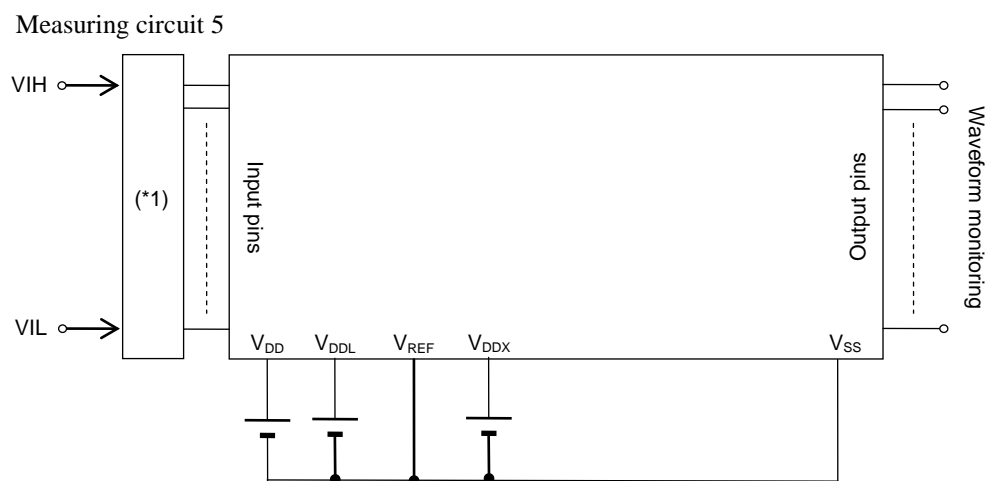 Measuring circuit 5
VIH
VIL
(*1)
Input pins
Output pins
Waveform monitoring
VDD
VDDL
VREF
VDDX
VSS